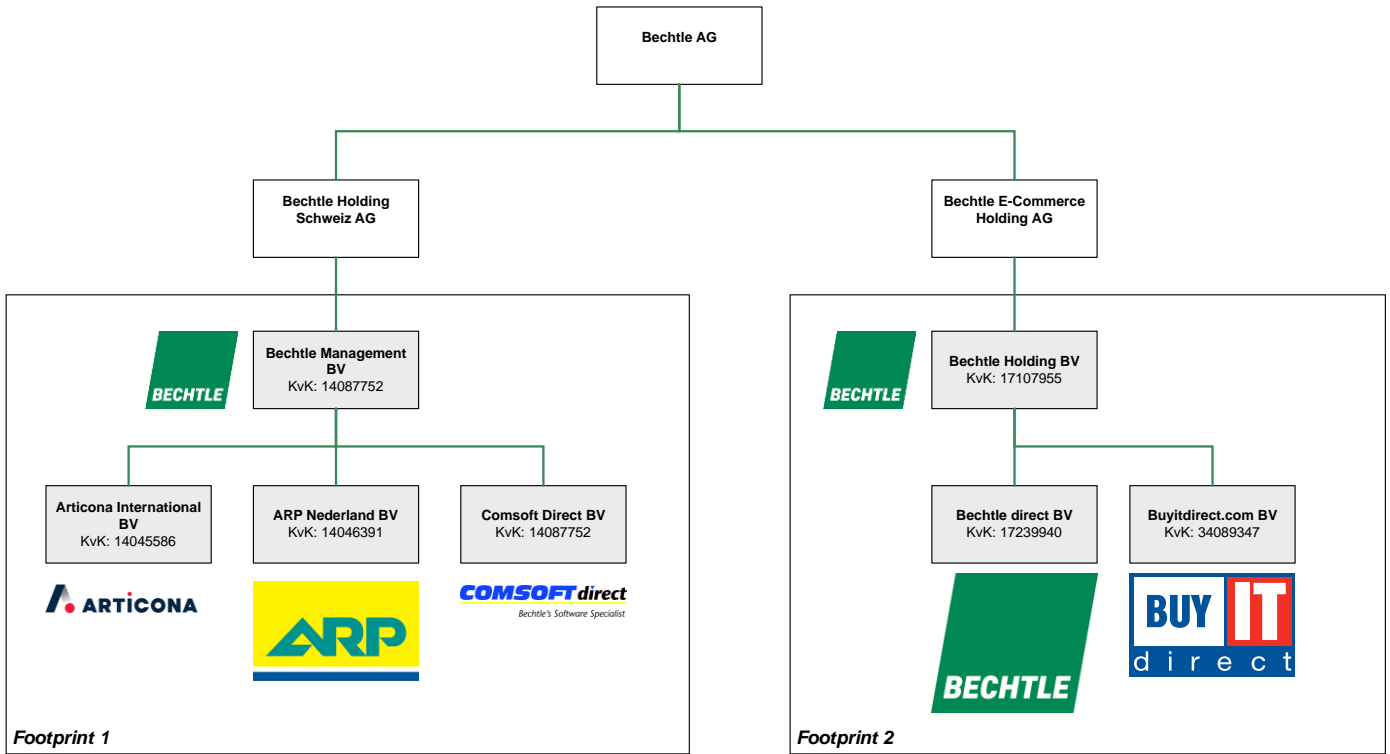 Bechtle AG
Bechtle Holding
Schweiz AG
Bechtle E-Commerce
Holding AG
BECHTLE
Bechtle Management
BV
KvK: 14087752
BECHTLE
Bechtle Holding BV
KvK: 17107955
Articona International
BV
KvK: 14045586
ARP Nederland BV
KvK: 14046391
Comsoft Direct BV
KvK: 14087752
Bechtle direct BV
KvK: 17239940
Buyitdirect.com BV
KvK: 34089347
ARTICONA
ARP
COMSOFT direct
Bechtle's Software Specialist
BECHTLE
BUY IT
direct
Footprint 1
Footprint 2